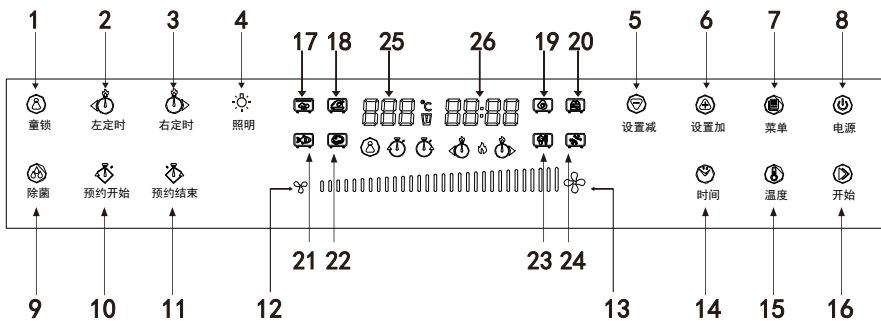 1 2 3 4 17 18 25 26 19 20 5 6 7 8
888 °C 88:88
童锁 左定时 右定时 照明 设置减 设置加 菜单 电源
除菌 预约开始 预约结束 时间 温度 开始
21 22 23 24
9 10 11 12 13 14 15 16